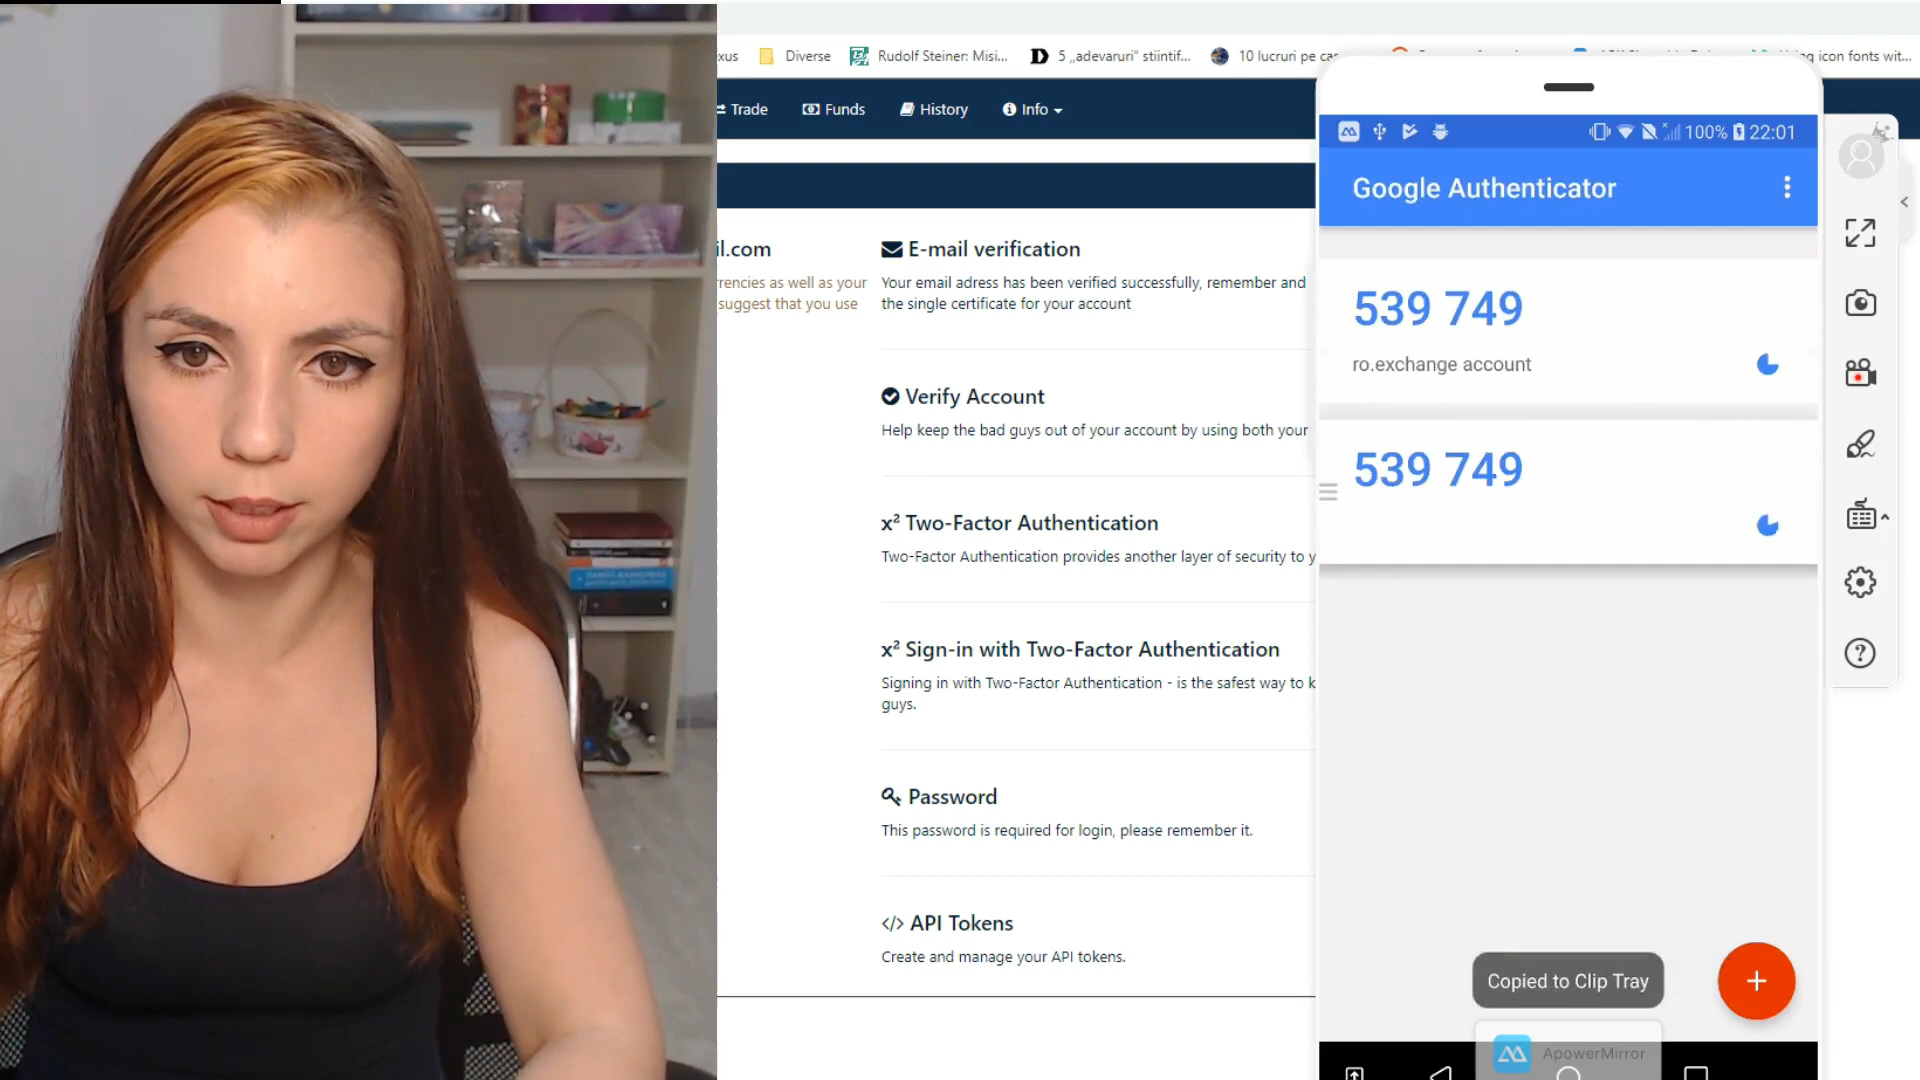 xus
Diverse
Rudolf Steiner: Misi...
5 „adevaruri" stiintif...
10 lucruri pe car
g icon fonts wit...
Trade
Funds
History
Info
il.com
rrencies as well as your
suggest that you use
E-mail verification
Your email adress has been verified successfully, remember and
the single certificate for your account
Verify Account
Help keep the bad guys out of your account by using both your
x² Two-Factor Authentication
Two-Factor Authentication provides another layer of security to y
x² Sign-in with Two-Factor Authentication
Signing in with Two-Factor Authentication - is the safest way to k
guys.
Password
This password is required for login, please remember it.
</> API Tokens
Create and manage your API tokens.
100%
22:01
Google Authenticator
539 749
ro.exchange account
539 749
Copied to Clip Tray
ApowerMirror